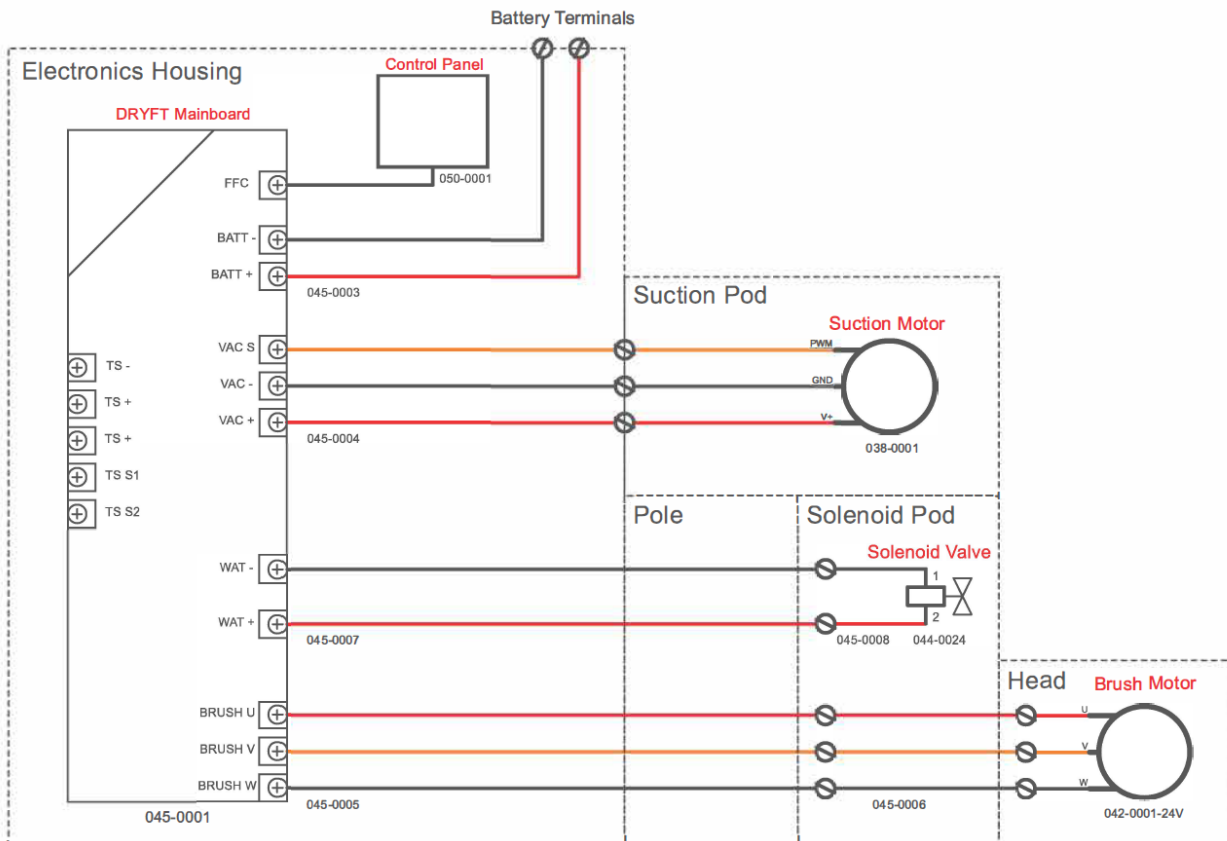 Battery Terminals
Electronics Housing
Control Panel
DRYFT Mainboard
050-0001
FFC
BATT -
BATT +
045-0003
Suction Pod
Suction Motor
VAC S
PWM
VAC -
GND
VAC +
V+
045-0004
038-0001
TS -
TS +
TS +
TS S1
TS S2
Pole
Solenoid Pod
Solenoid Valve
WAT -
1
WAT +
2
045-0007
045-0008
044-0024
Head
Brush Motor
BRUSH U
U
BRUSH V
V
BRUSH W
W
045-0005
045-0006
045-0001
042-0001-24V